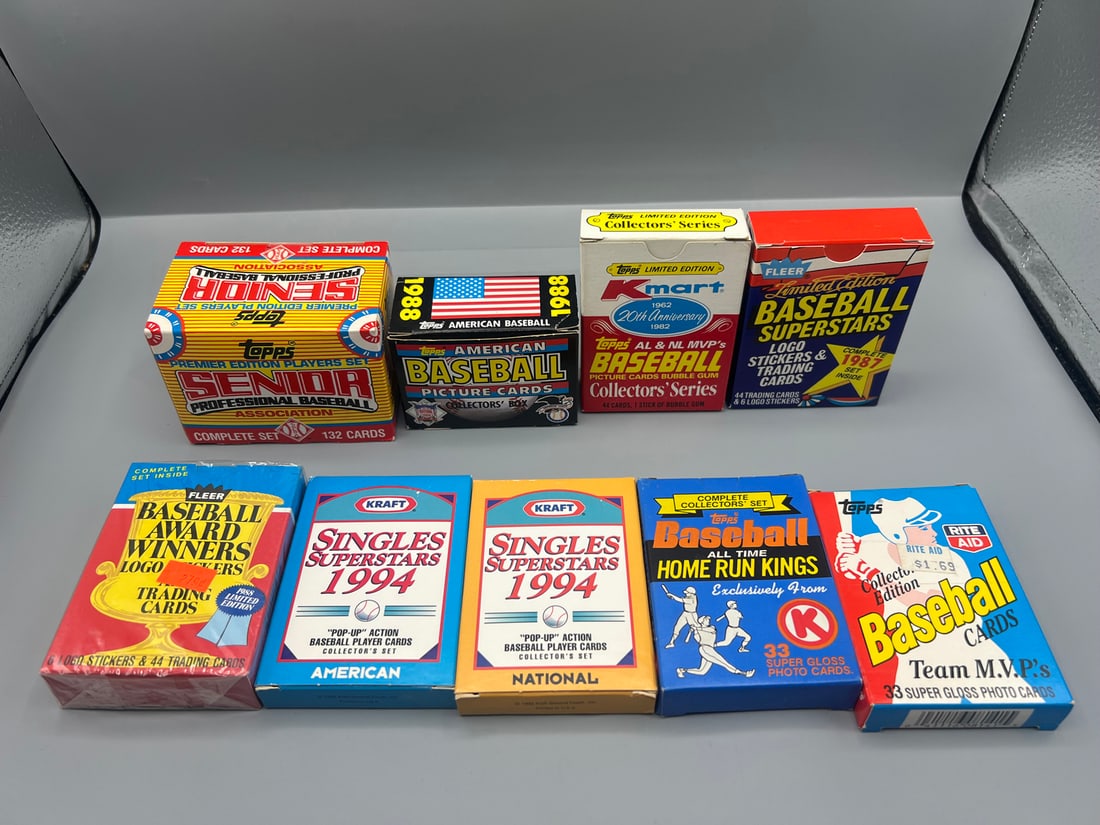 COMPLETE SET 132 CARDS
ASSOCIATION
PROFESSIONAL BASEBALL
SENIOR
PREMIER EDITION PLAYERS SET
Topps
Topps
PREMIER EDITION PLAYERS SET
SENIOR
PROFESSIONAL BASEBALL
ASSOCIATION
COMPLETE SET 132 CARDS
1988
1988
Topps AMERICAN BASEBALL
Topps AMERICAN
BASEBALL
PICTURE CARDS
COLLECTORS' BOX
Topps LIMITED EDITION
Collectors' Series
Topps LIMITED EDITION
Kmart
1962
20th Anniversary
1982
Topps AL & NL MVP's
BASEBALL
PICTURE CARDS BUBBLE GUM
Collectors' Series
44 CARDS, 1 STICK OF BUBBLE GUM
FLEER
Limited Edition
BASEBALL
SUPERSTARS
LOGO
STICKERS &
TRADING
CARDS
COMPLETE
1987
SET
INSIDE
44 TRADING CARDS
& 6 LOGO STICKERS
COMPLETE
SET INSIDE
FLEER
BASEBALL
AWARD
WINNERS
LOGO
TRADING
CARDS
1988
LIMITED
EDITION
6 LOGO STICKERS & 44 TRADING CARDS
KRAFT
SINGLES
SUPERSTARS
1994
"POP-UP" ACTION
BASEBALL PLAYER CARDS
COLLECTOR'S SET
AMERICAN
KRAFT
SINGLES
SUPERSTARS
1994
"POP-UP" ACTION
BASEBALL PLAYER CARDS
COLLECTOR'S SET
NATIONAL
COMPLETE
COLLECTORS' SET
Topps
Baseball
ALL TIME
HOME RUN KINGS
Exclusively From
K
33
SUPER GLOSS
PHOTO CARDS
Topps
RITE
AID
RITE AID
$1.69
Edition
Baseball
CARDS
Team M.V.P.'s
33 SUPER GLOSS PHOTO CARDS